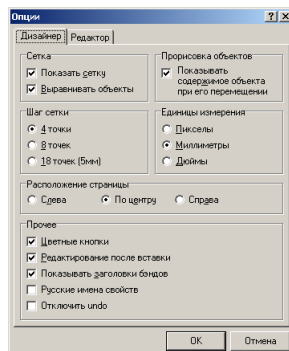 Опции
Дизайнер Редактор
Сетка
Показать сетку
Выравнивать объекты
Прорисовка объектов
Показывать
содержимое объекта
при его перемещении
Шаг сетки
4 точки
8 точек
18 точек (5мм)
Единицы измерения
Пикселы
Миллиметры
Дюймы
Расположение страницы
Слева По центру Справа
Прочее
Цветные кнопки
Редактирование после вставки
Показывать заголовки бэндов
Русские имена свойств
Отключить undo
OK Отмена